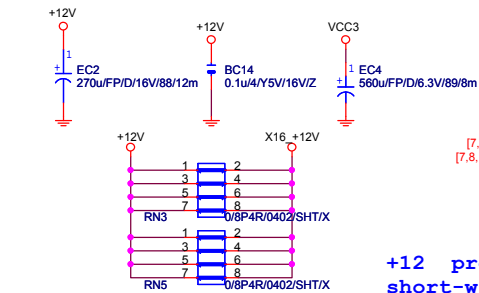 +12V +12V VCC3
1 1
+ EC2 BC14 + EC4
270u/FP/D/16V/88/12m 0.1u/4/Y5V/16V/Z 560u/FP/D/6.3V/89/8m
+12V X16_+12V
[7,
[7,8,
1 2
3 4
5 6
7 8
RN3 0/8P4R/0402/SHT/X
1 2
3 4
5 6
7 8
RN5 0/8P4R/0402/SHT/X
+12 pr
short-w